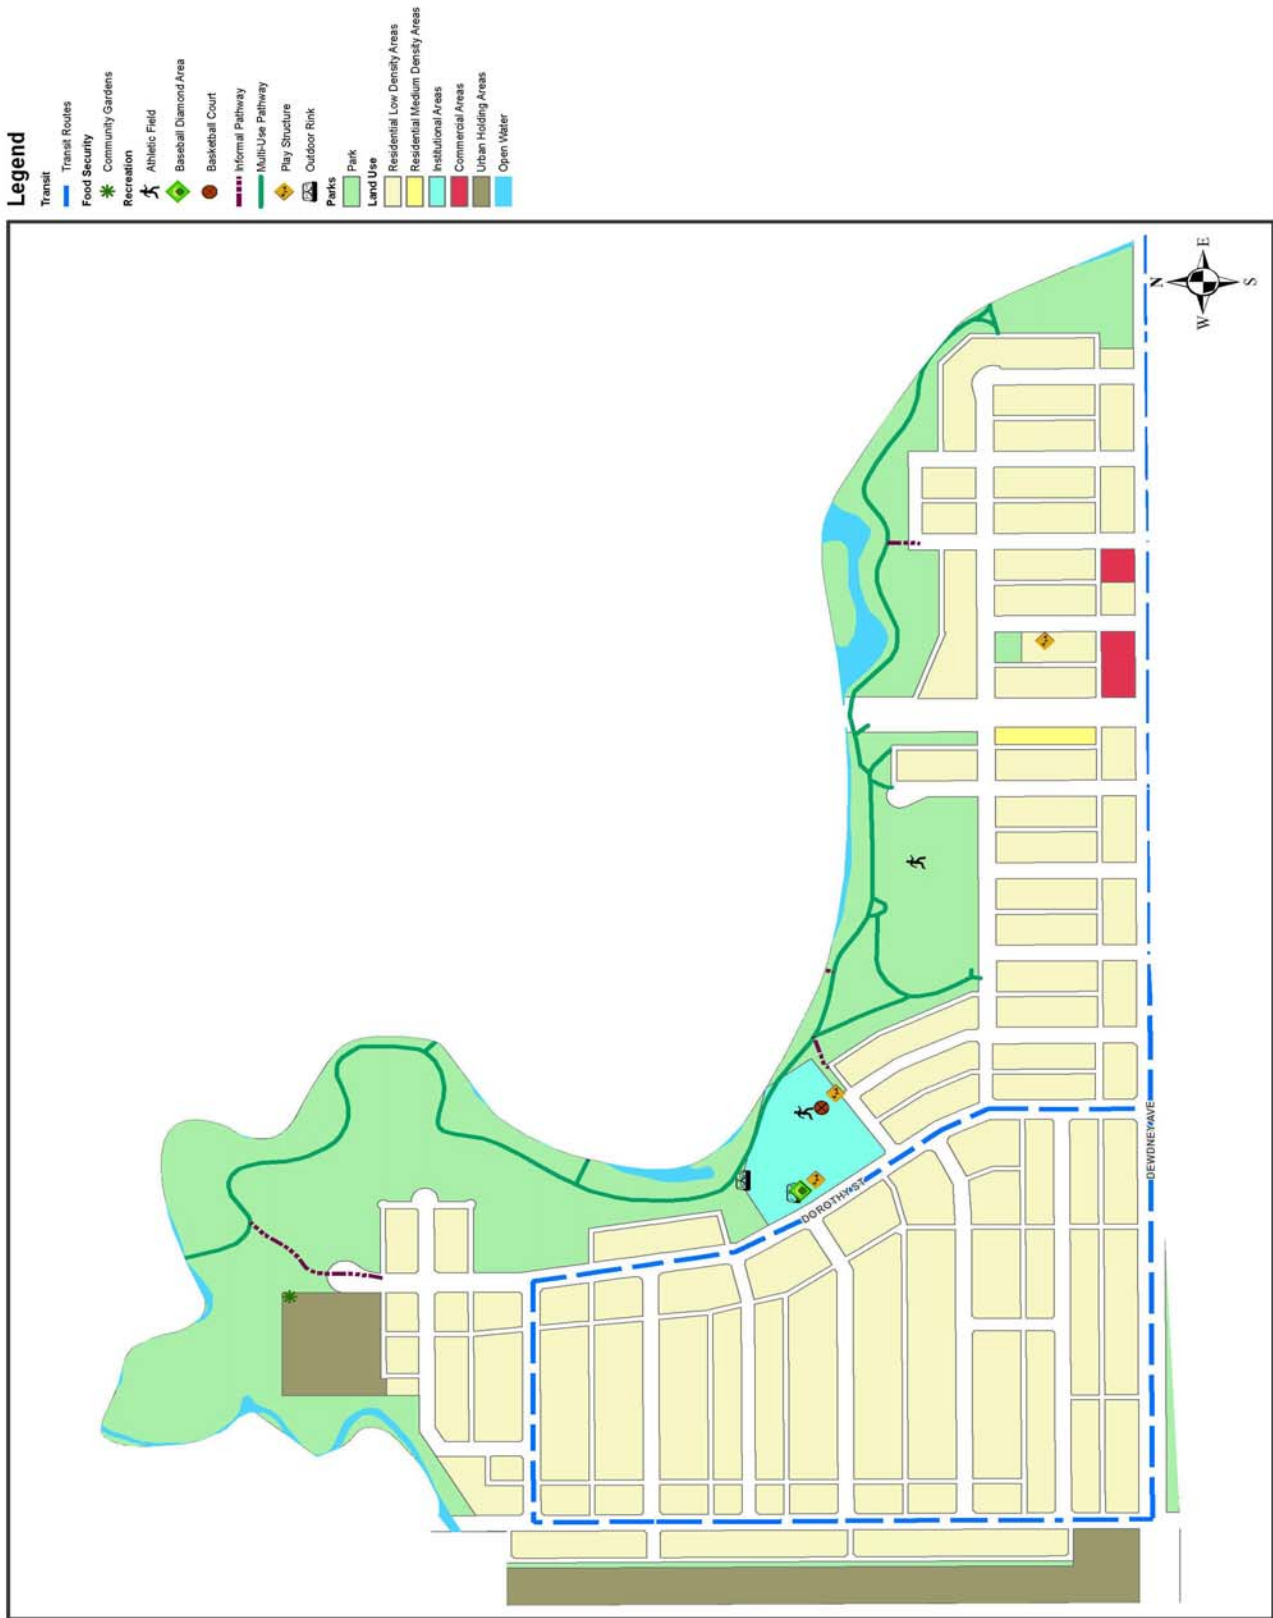 Legend
Transit
Transit Routes
Food Security
Community Gardens
Recreation
Athletic Field
Baseball Diamond Area
Basketball Court
Informal Pathway
Multi-Use Pathway
Play Structure
Outdoor Rink
Parks
Park
Land Use
Residential Low Density Areas
Residential Medium Density Areas
Institutional Areas
Commercial Areas
Urban Holding Areas
Open Water
N
W
E
S
DOROTHY ST
DEWDNEY AVE